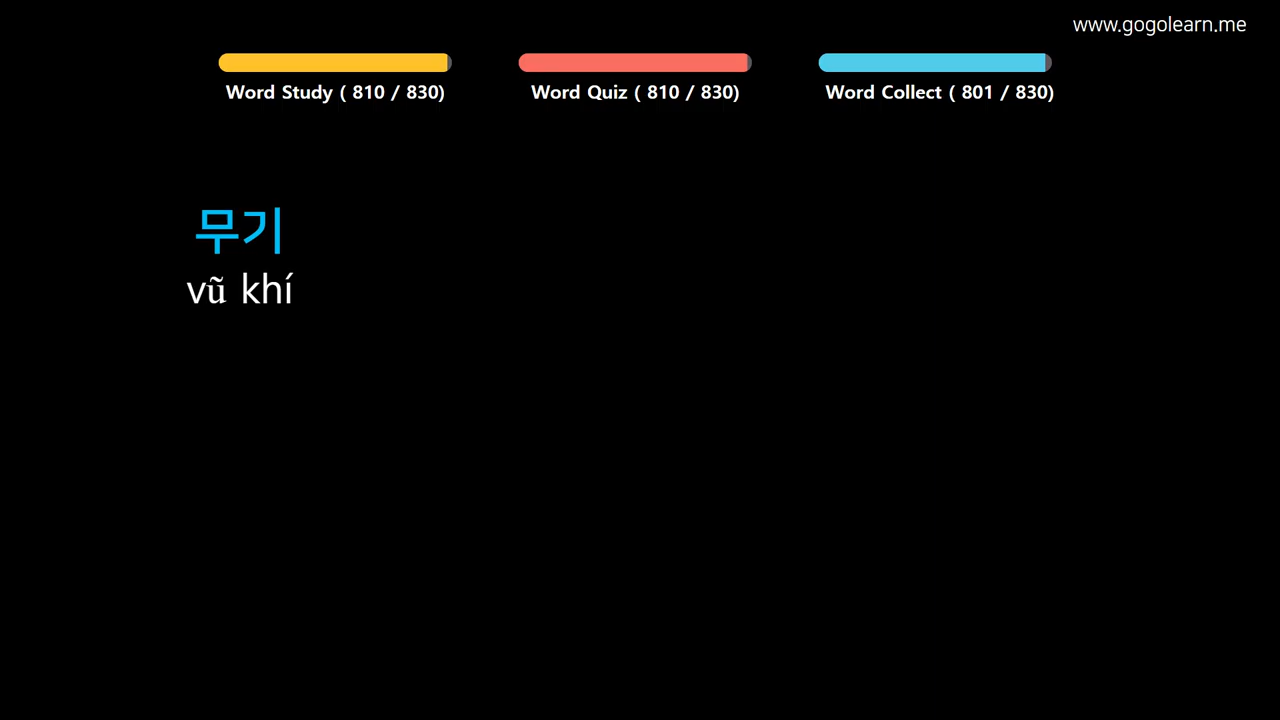 www.gogolearn.me
Word Study ( 810 / 830)
Word Quiz ( 810 / 830)
Word Collect ( 801 / 830)
무기
vũ khí